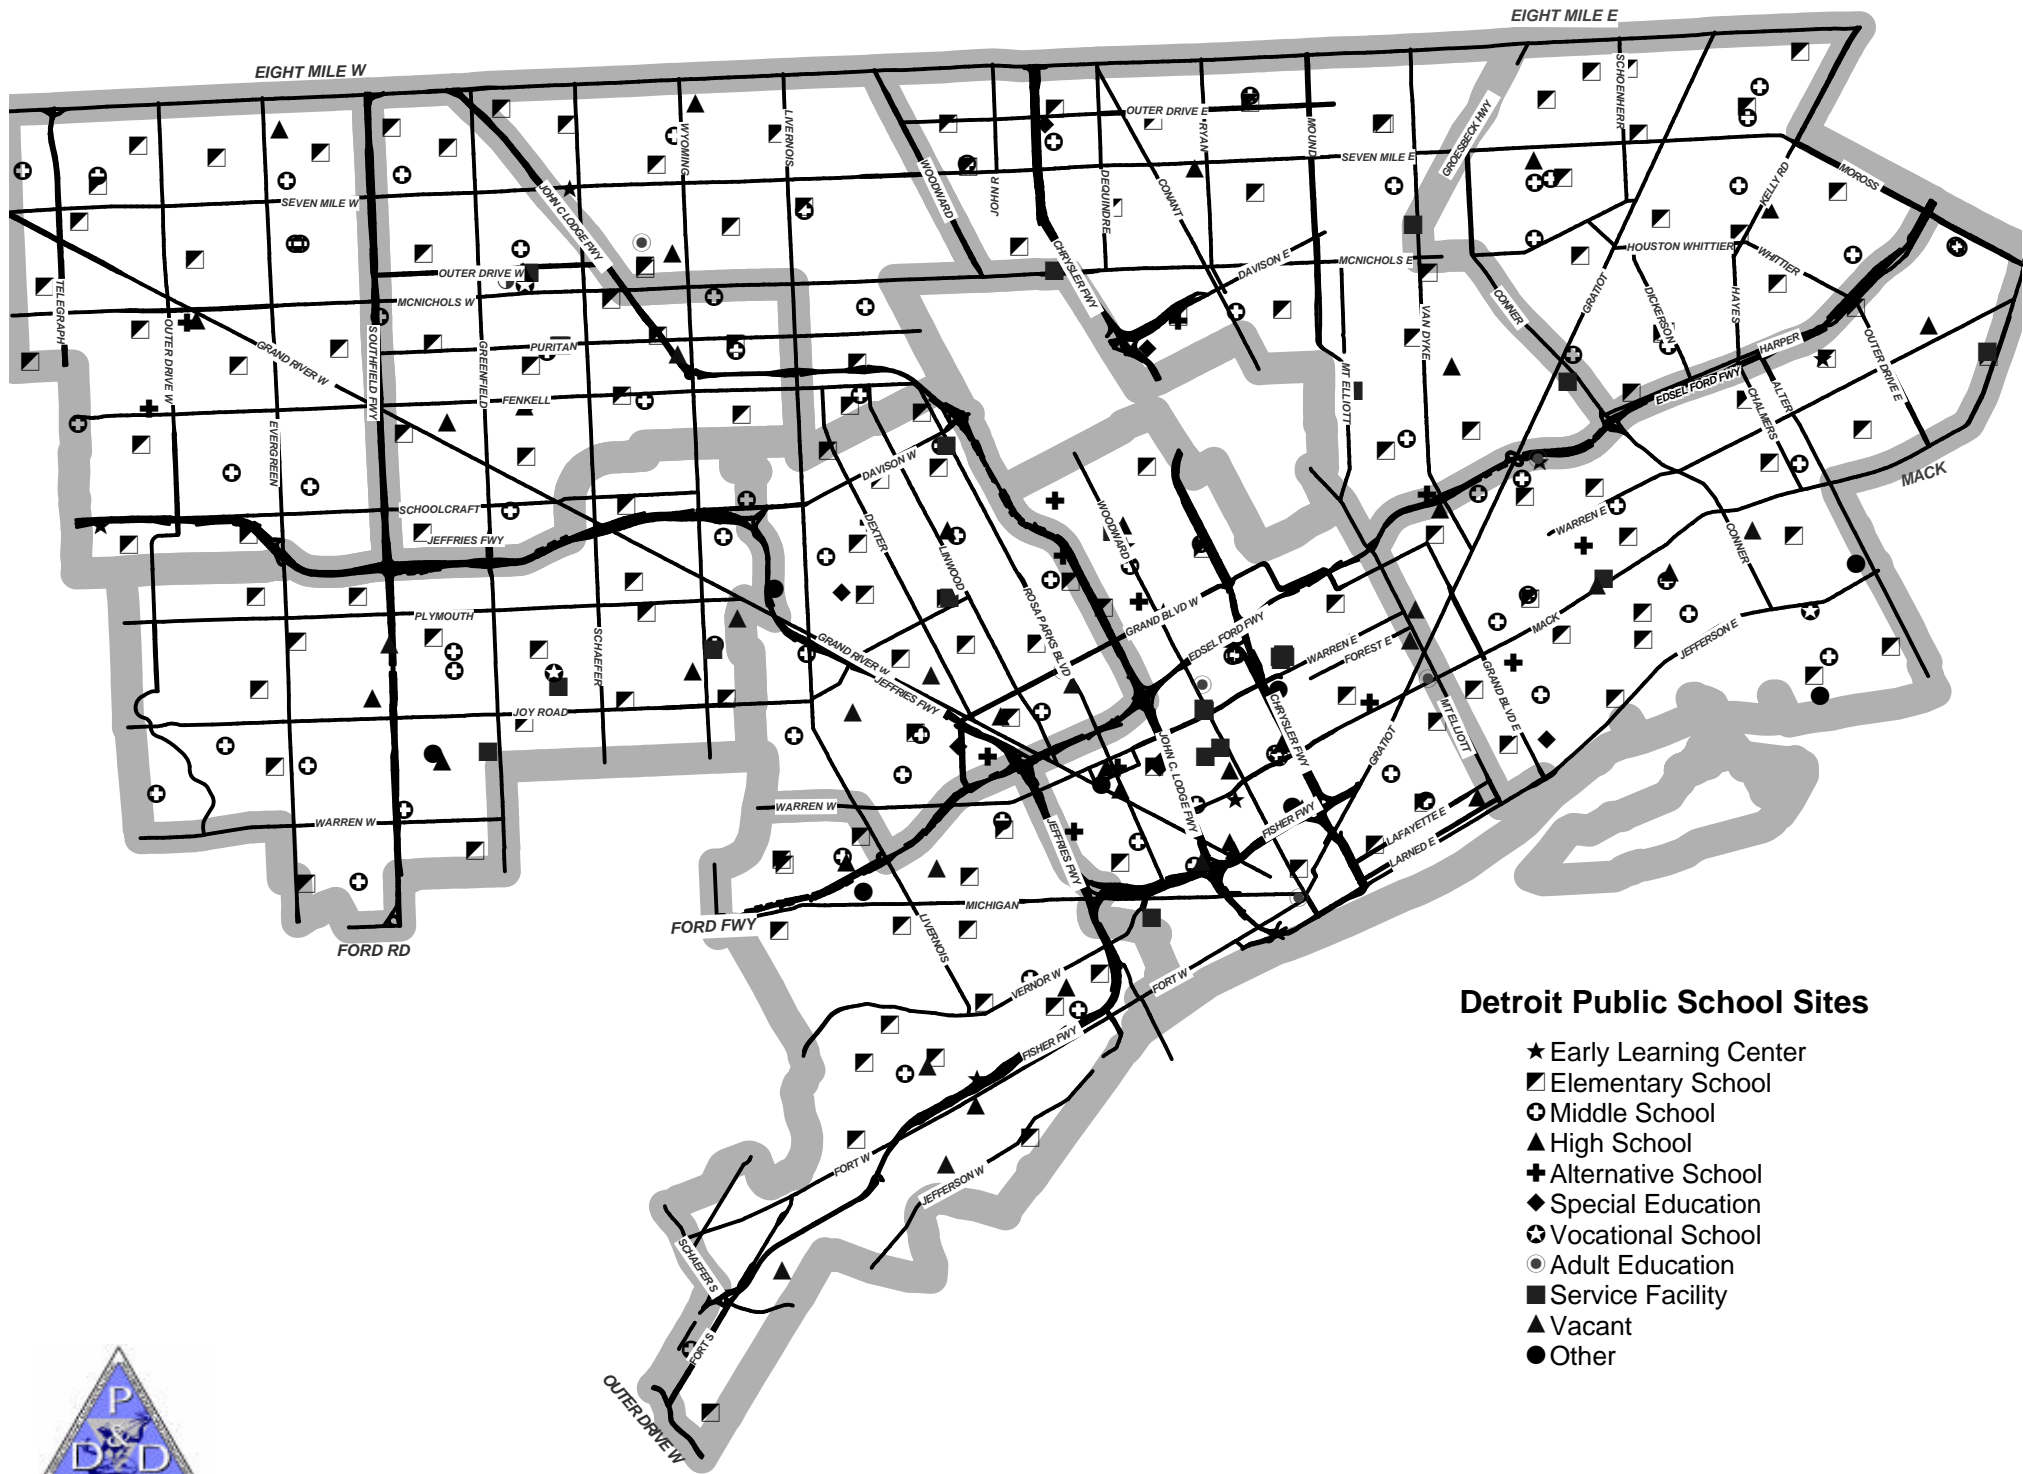 EIGHT MILE E
EIGHT MILE W
SCHOENHERR
OUTER DRIVE E
LIVERNOIS
WYOMING
RYAN
MOUND
GROESBECK HWY
SEVEN MILE E
WOODWARD
JOHN R
DEQUINDRE
CONANT
KELLY RD
MOROSS
SEVEN MILE W
JOHN C LODGE FWY
CHRYSLER FWY
HOUSTON WHITTIER
WHITTIER
OUTER DRIVE W
MCNICHOLS E
DAVISON E
MCNICHOLS W
TELEGRAPH
OUTER DRIVE W
SOUTHFIELD FWY
GREENFIELD
PURITAN
GRAND RIVER W
CONNER
GRATIOT
DICKERSON
HAYES
VAN DYKE
MT ELLIOTT
HARPER
OUTER DRIVE E
EDSEL FORD FWY
ALTER
CHALMERS
FENKELL
EVERGREEN
DAVISON W
MACK
SCHOOLCRAFT
JEFFRIES FWY
DEXTER
LINWOOD
WOODWARD
WARREN E
CONNER
PLYMOUTH
ROSA PARKS BLVD
GRAND BLVD W
EDSEL FORD FWY
MACK
JEFFERSON E
SCHAEFER
GRAND RIVER W
JEFFRIES FWY
WARREN E
FOREST E
GRAND BLVD E
MT ELLIOTT
JOY ROAD
CHRYSLER FWY
JOHN C. LODGE FWY
GRATIOT
WARREN W
WARREN W
JEFFRIES FWY
FISHER FWY
LAFAYETTE E
LARNED E
MICHIGAN
FORD FWY
LIVERNOIS
FORD RD
VERNOR W
FORT W
FISHER FWY
FORT W
JEFFERSON W
SCHAEFER S
FORT S
OUTER DRIVE W
Detroit Public School Sites
Early Learning Center
Elementary School
Middle School
High School
Alternative School
Special Education
Vocational School
Adult Education
Service Facility
Vacant
Other
P
D & D